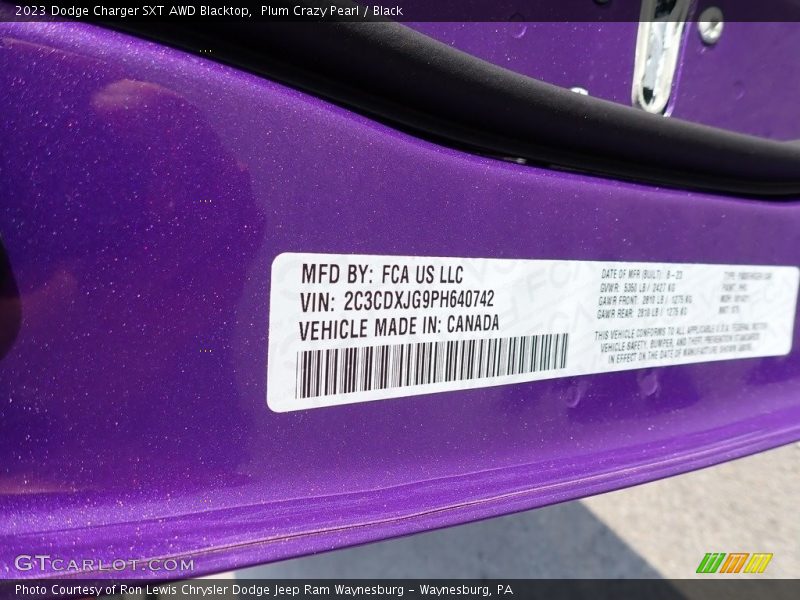 2023 Dodge Charger SXT AWD Blacktop,  Plum Crazy Pearl / Black
MFD BY: FCA US LLC
VIN: 2C3CDXJG9PH640742
VEHICLE MADE IN: CANADA
DATE OF MFR (BUILT): 8-23
GVWR: 5350 LB / 2427 KG
GAWR FRONT: 2810 LB / 1275 KG
GAWR REAR: 2810 LB / 1275 KG
THIS VEHICLE CONFORMS TO ALL APPLICABLE U.S.A. FEDERAL MOTOR
VEHICLE SAFETY, BUMPER, AND THEFT PREVENTION STANDARDS
IN EFFECT ON THE DATE OF MANUFACTURE SHOWN ABOVE.
GTCARLOT.COM
Photo Courtesy of Ron Lewis Chrysler Dodge Jeep Ram Waynesburg - Waynesburg, PA